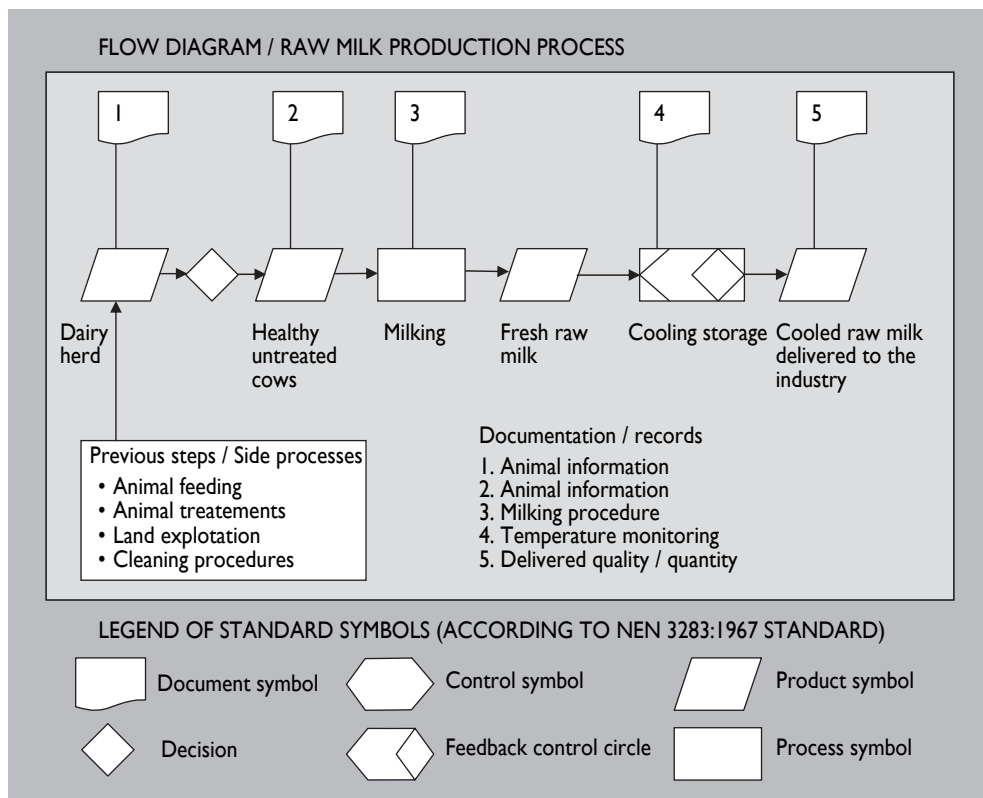 FLOW DIAGRAM / RAW MILK PRODUCTION PROCESS
1
2
3
4
5
Dairy
herd
Healthy
untreated
cows
Milking
Fresh raw
milk
Cooling storage
Cooled raw milk
delivered to the
industry
Previous steps / Side processes
• Animal feeding
• Animal treatements
• Land explotation
• Cleaning procedures
Documentation / records
1. Animal information
2. Animal information
3. Milking procedure
4. Temperature monitoring
5. Delivered quality / quantity
LEGEND OF STANDARD SYMBOLS (ACCORDING TO NEN 3283:1967 STANDARD)
Document symbol
Control symbol
Product symbol
Decision
Feedback control circle
Process symbol